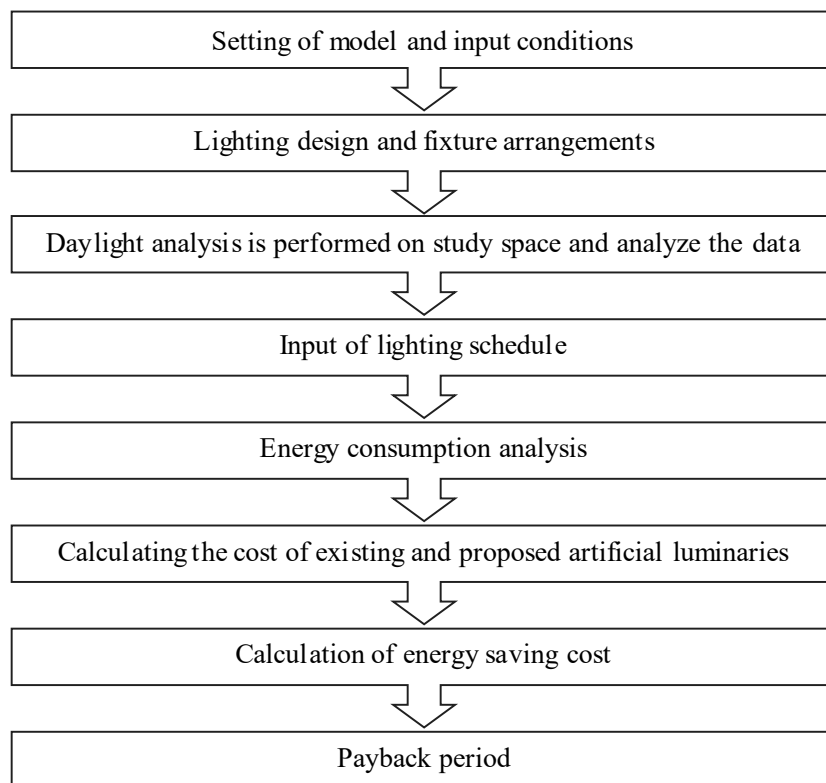 Setting of model and input conditions
Lighting design and fixture arrangements
Daylight analysis is performed on study space and analyze the data
Input of lighting schedule
Energy consumption analysis
Calculating the cost of existing and proposed artificial luminaries
Calculation of energy saving cost
Payback period